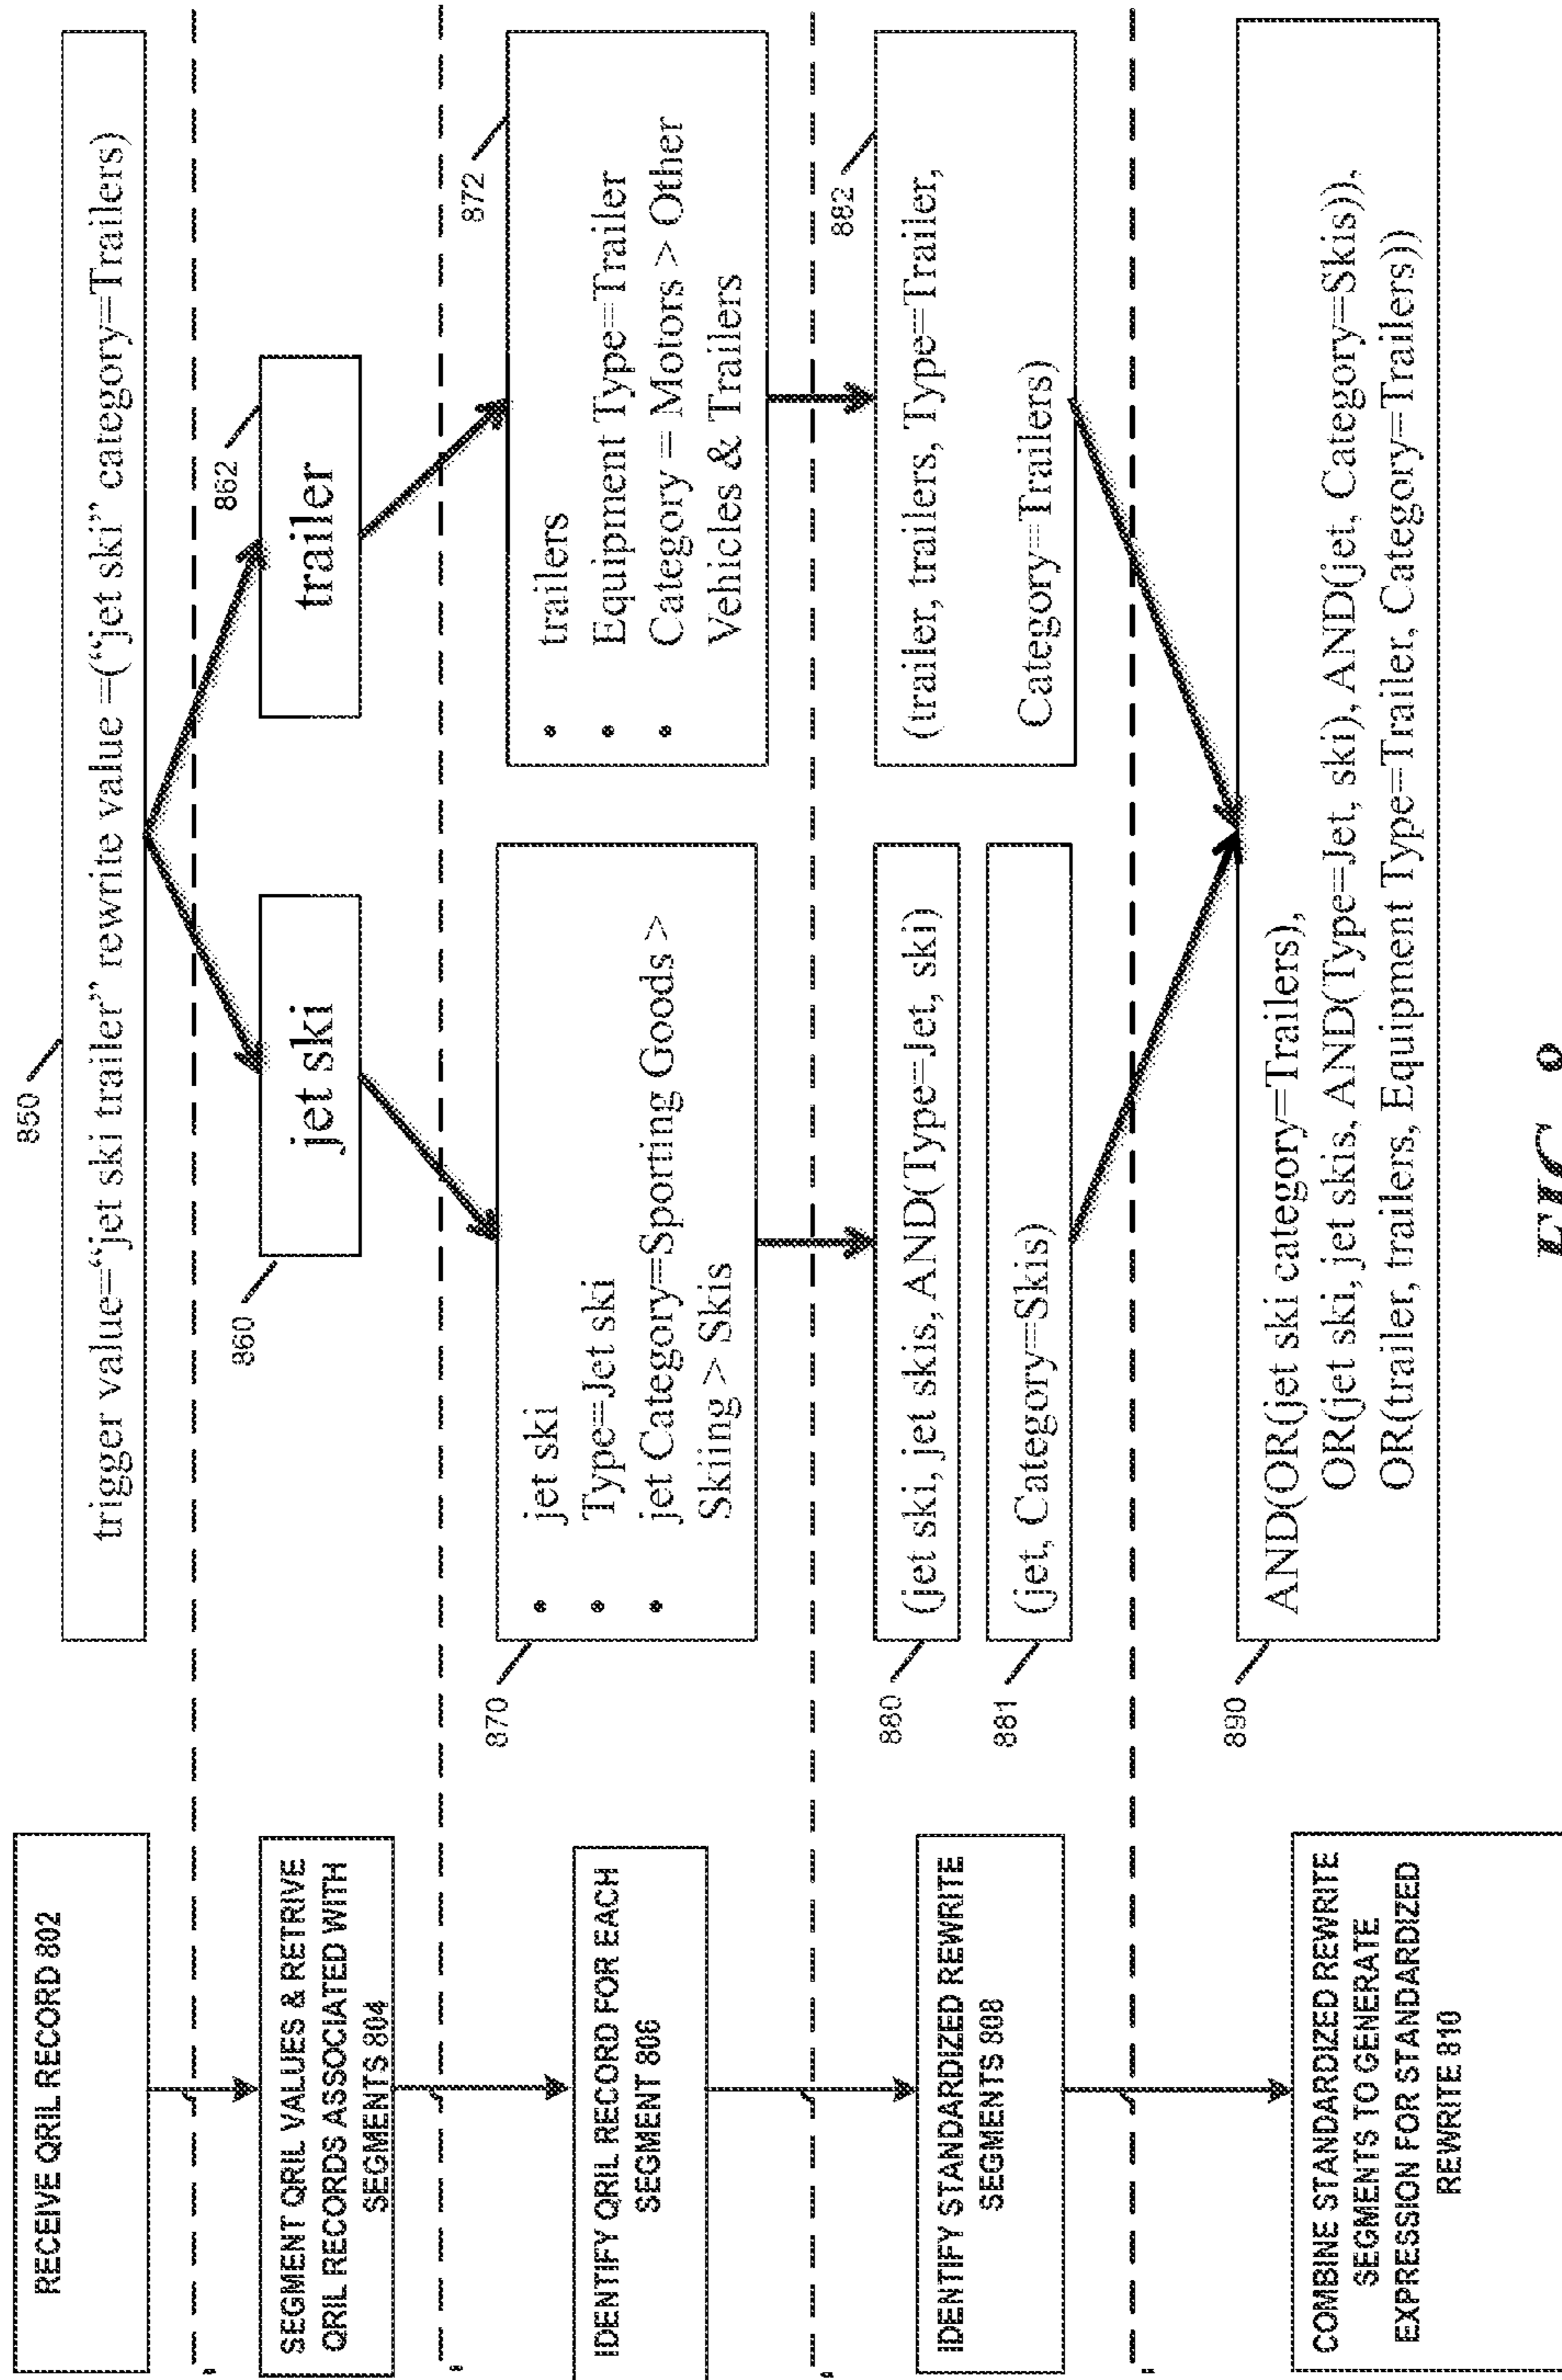 RECEIVE QRIL RECORD 802
850
trigger value="jet ski trailer" rewrite value =("jet ski" category=Trailers)
SEGMENT QRIL VALUES & RETRIVE
QRIL RECORDS ASSOCIATED WITH
SEGMENTS 804
860
jet ski
862
trailer
IDENTIFY QRIL RECORD FOR EACH
SEGMENT 806
870
• jet ski
• Type=Jet ski
• jet Category=Sporting Goods >
Skiing > Skis
872
• trailers
• Equipment Type=Trailer
• Category = Motors > Other
Vehicles & Trailers
IDENTIFY STANDARDIZED REWRITE
SEGMENTS 808
880
(jet ski, jet skis, AND(Type=Jet, ski)
881
(jet, Category=Skis)
882
(trailer, trailers, Type=Trailer,
Category=Trailers)
COMBINE STANDARDIZED REWRITE
SEGMENTS TO GENERATE
EXPRESSION FOR STANDARDIZED
REWRITE 810
890
AND(OR(jet ski category=Trailers),
OR(jet ski, jet skis, AND(Type=Jet, ski), AND(jet, Category=Skis)),
OR(trailer, trailers, Equipment Type=Trailer, Category=Trailers))